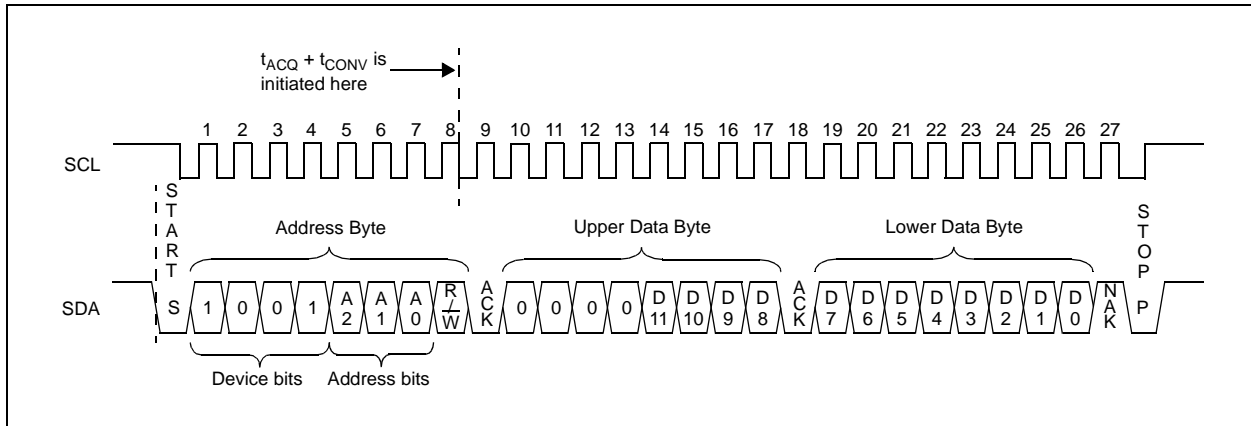 tACQ + tCONV is
initiated here
1 2 3 4 5 6 7 8 9 10 11 12 13 14 15 16 17 18 19 20 21 22 23 24 25 26 27
SCL
START
STOP
Address Byte
Upper Data Byte
Lower Data Byte
SDA
S 1 0 0 1 A2 A1 A0 R/W ACK 0 0 0 0 D11 D10 D9 D8 ACK D7 D6 D5 D4 D3 D2 D1 D0 NAK P
Device bits
Address bits